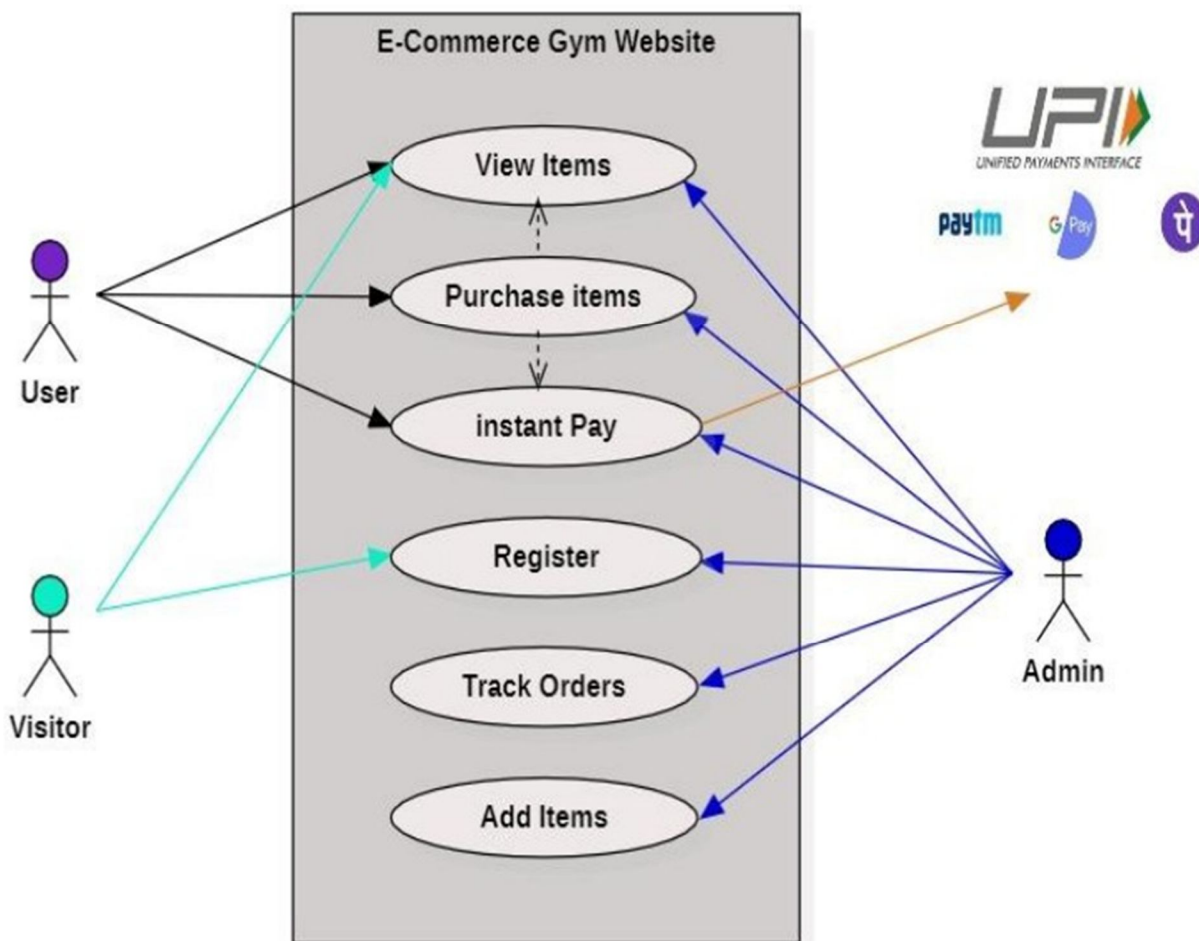 E-Commerce Gym Website
View Items
UPI
UNIFIED PAYMENTS INTERFACE
paytm
G Pay
पे
Purchase items
User
instant Pay
Register
Admin
Track Orders
Visitor
Add Items